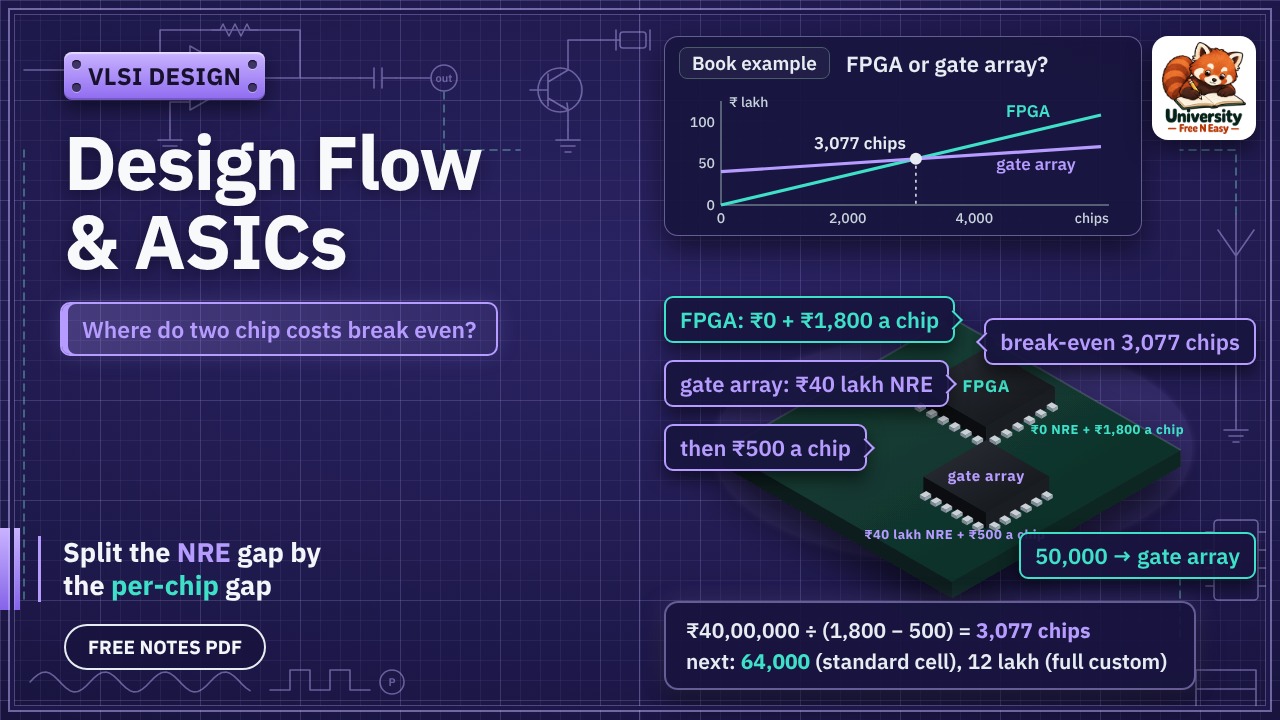 VLSI DESIGN
Design Flow
& ASICs
Where do two chip costs break even?
Split the NRE gap by
the per-chip gap
FREE NOTES PDF
out
P
Book example
FPGA or gate array?
₹ lakh
100
50
0
0
2,000
4,000
chips
3,077 chips
FPGA
gate array
University
Free N Easy
FPGA: ₹0 + ₹1,800 a chip
break-even 3,077 chips
gate array: ₹40 lakh NRE
FPGA
₹0 NRE + ₹1,800 a chip
then ₹500 a chip
gate array
₹40 lakh NRE + ₹500 a chip
50,000 → gate array
₹40,00,000 ÷ (1,800 − 500) = 3,077 chips
next: 64,000 (standard cell), 12 lakh (full custom)